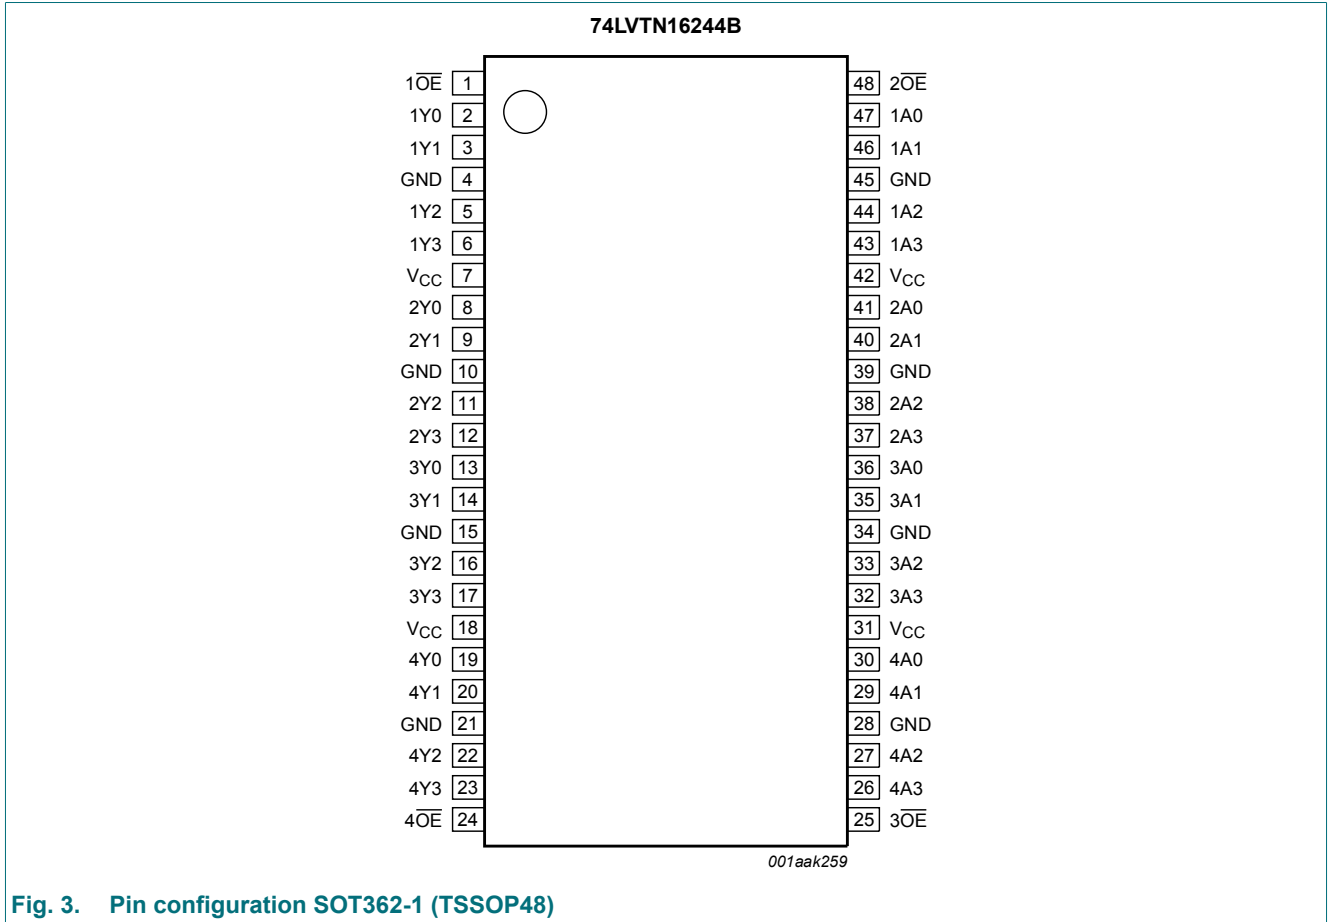 74LVTN16244B
1O̅E̅ 1 48 2O̅E̅
1Y0 2 47 1A0
1Y1 3 46 1A1
GND 4 45 GND
1Y2 5 44 1A2
1Y3 6 43 1A3
VCC 7 42 VCC
2Y0 8 41 2A0
2Y1 9 40 2A1
GND 10 39 GND
2Y2 11 38 2A2
2Y3 12 37 2A3
3Y0 13 36 3A0
3Y1 14 35 3A1
GND 15 34 GND
3Y2 16 33 3A2
3Y3 17 32 3A3
VCC 18 31 VCC
4Y0 19 30 4A0
4Y1 20 29 4A1
GND 21 28 GND
4Y2 22 27 4A2
4Y3 23 26 4A3
4O̅E̅ 24 25 3O̅E̅
001aak259
Fig. 3. Pin configuration SOT362-1 (TSSOP48)